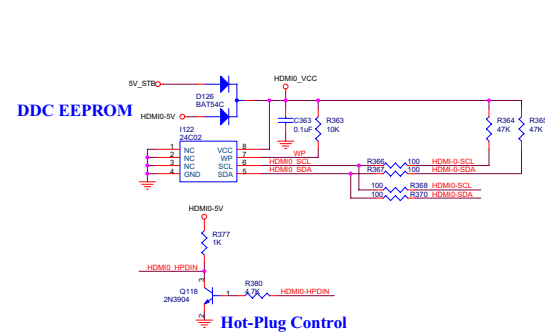 HDMI0_VCC
5V_STB
D126
BAT54C
DDC EEPROM
HDMI0-5V
C363
0.1uF
R363
10K
R364
47K
R365
47K
I122
24C02
1 NC VCC 8
2 NC WP 7 WP
3 NC SCL 6 HDMI0_SCL R366 100 HDMI-0-SCL
4 GND SDA 5 HDMI0_SDA R367 100 HDMI-0-SDA
100 R368 HDMI0-SCL
100 R370 HDMI0-SDA
HDMI0-5V
R377
1K
HDMI0_HPDIN
Q118
2N3904
3
1
2
R380
4.7K
HDMI0-HPDIN
Hot-Plug Control